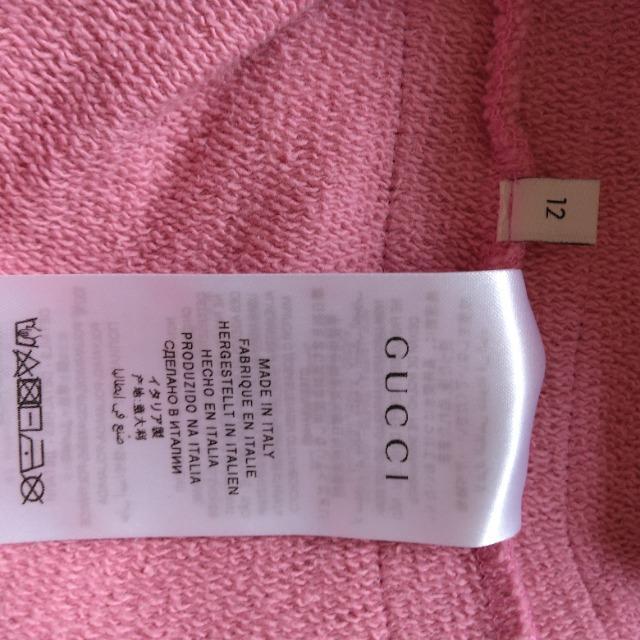 12
GUCCI
MADE IN ITALY
FABRIQUE EN ITALIE
HERGESTELLT IN ITALIEN
HECHO EN ITALIA
PRODUZIDO NA ITALIA
СДЕЛАНО В ИТАЛИИ
イタリア製
产地意大利
صنع في إيطاليا